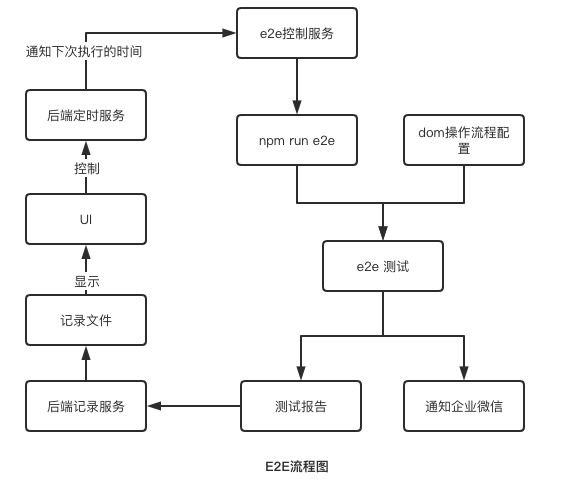 e2e控制服务
通知下次执行的时间
后端定时服务
npm run e2e
dom操作流程配
置
控制
UI
e2e 测试
显示
记录文件
后端记录服务
测试报告
通知企业微信
E2E流程图